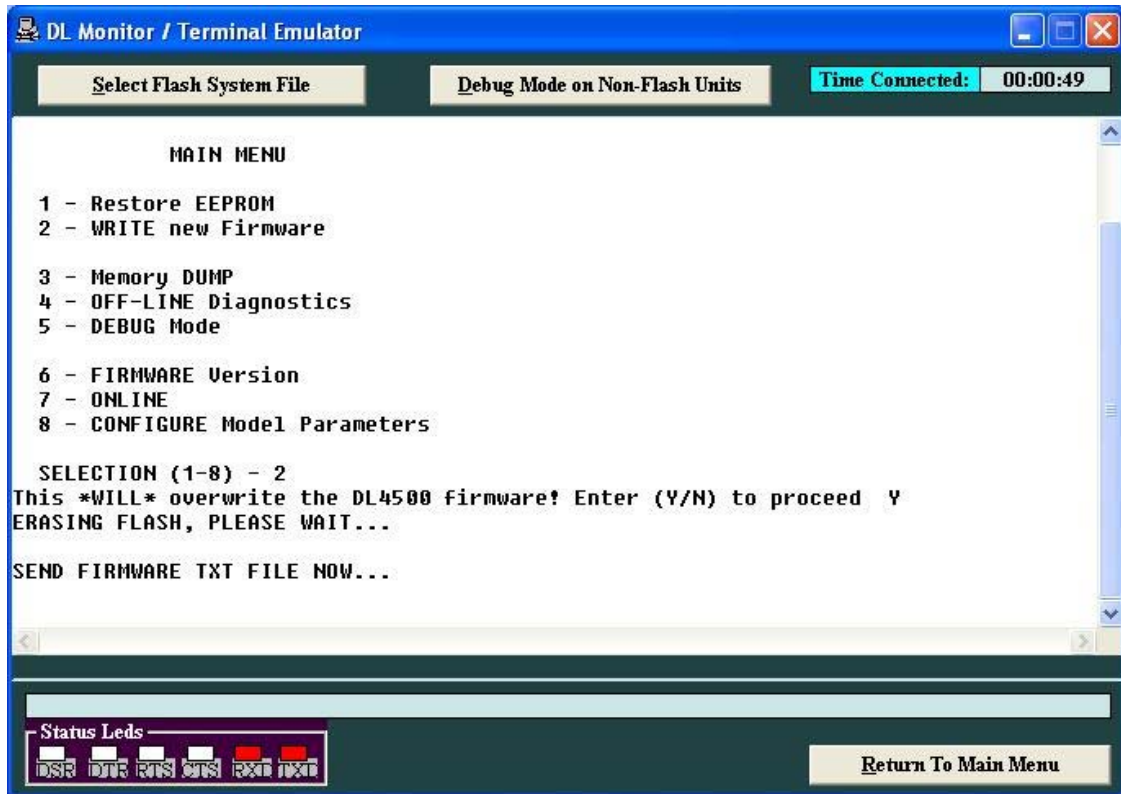 DL Monitor / Terminal Emulator
Select Flash System File
Debug Mode on Non-Flash Units
Time Connected: 00:00:49
MAIN MENU
1 - Restore EEPROM
2 - WRITE new Firmware
3 - Memory DUMP
4 - OFF-LINE Diagnostics
5 - DEBUG Mode
6 - FIRMWARE Version
7 - ONLINE
8 - CONFIGURE Model Parameters
SELECTION (1-8) - 2
This *WILL* overwrite the DL4500 firmware! Enter (Y/N) to proceed Y
ERASING FLASH, PLEASE WAIT...
SEND FIRMWARE TXT FILE NOW...
Status Leds
DSR DTR RTS CTS RXD TXD
Return To Main Menu